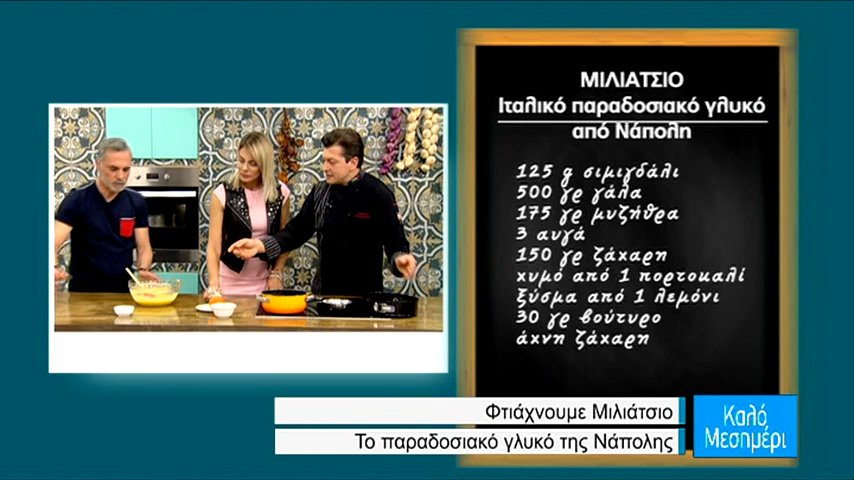 ΜΙΛΙΑΤΣΙΟ
Ιταλικό παραδοσιακό γλυκό
από Νάπολη
125 g σιμιγδάλι
500 γρ γάλα
175 γρ μυζήθρα
3 αυγά
150 γρ ζάχαρη
χυμό από 1 πορτοκαλί
ξύσμα από 1 λεμόνι
30 γρ βούτυρο
άχνη ζάχαρη
Φτιάχνουμε Μιλιάτσιο
Το παραδοσιακό γλυκό της Νάπολης
Καλό
Μεσημέρι